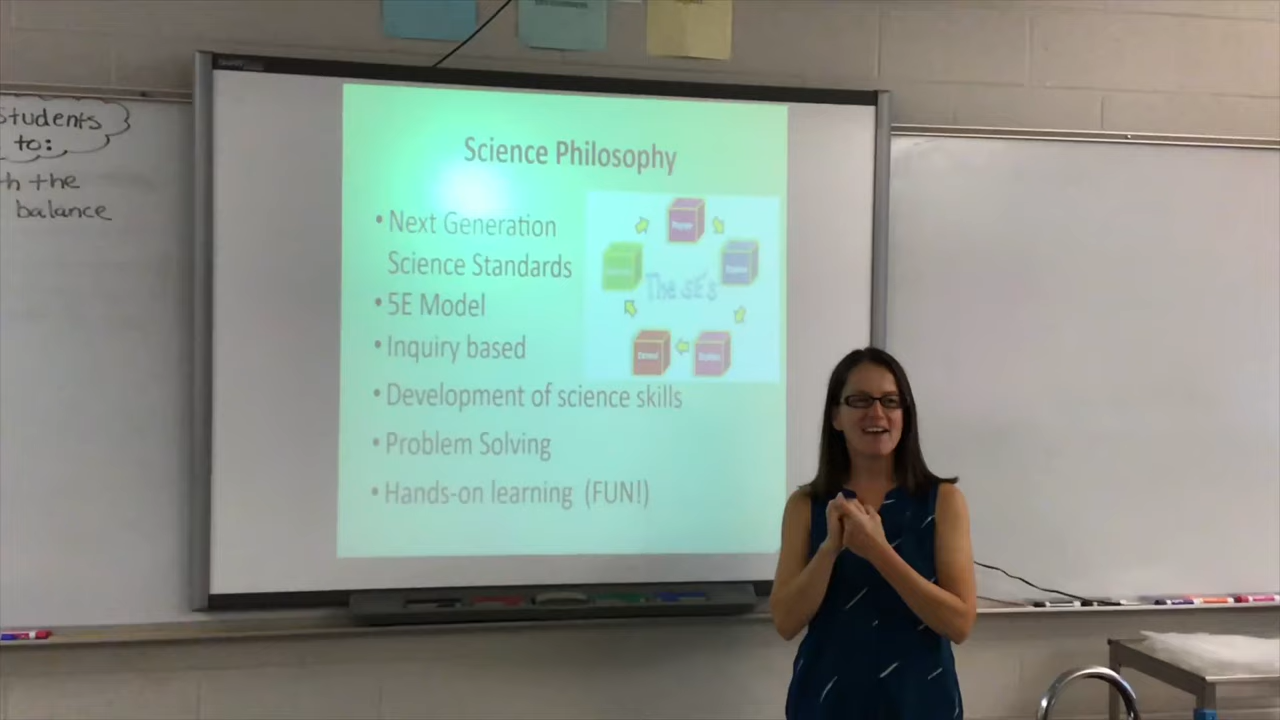 Students
to:
th the
balance
Science Philosophy
• Next Generation
Science Standards
• 5E Model
• Inquiry based
• Development of science skills
• Problem Solving
• Hands-on learning (FUN!)
The 5E's